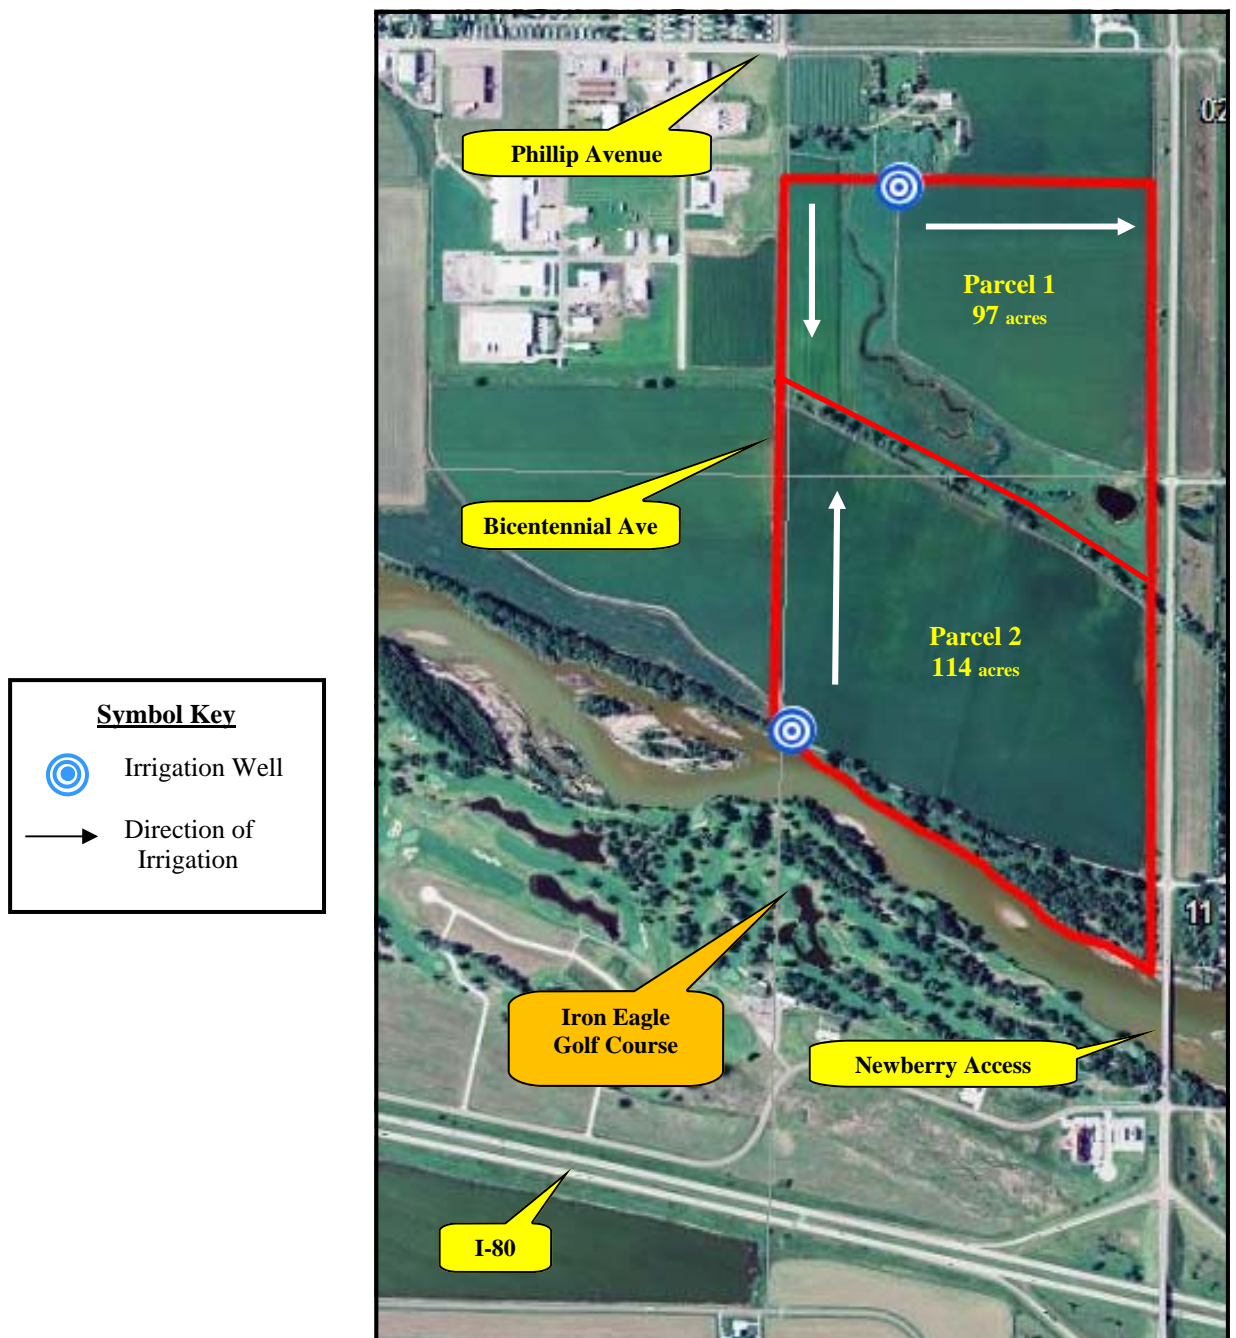 02
Phillip Avenue
Parcel 1
97 acres
Bicentennial Ave
Parcel 2
114 acres
Symbol Key
Irrigation Well
Direction of
Irrigation
11
Iron Eagle
Golf Course
Newberry Access
I-80